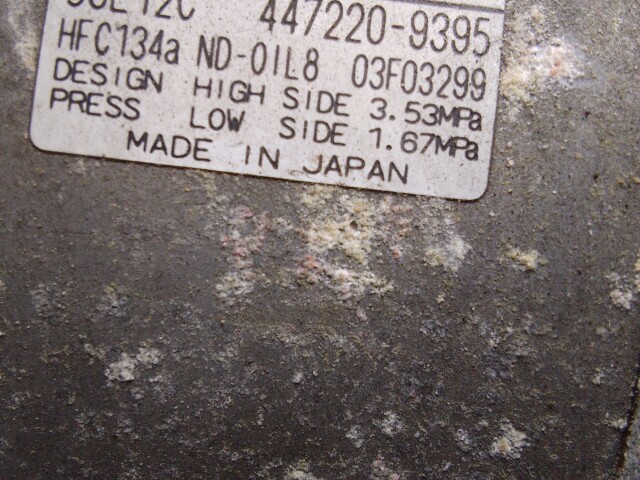 447220-9395
HFC134a ND-OIL8 03F03299
DESIGN HIGH SIDE 3.53MPa
PRESS LOW SIDE 1.67MPa
MADE IN JAPAN